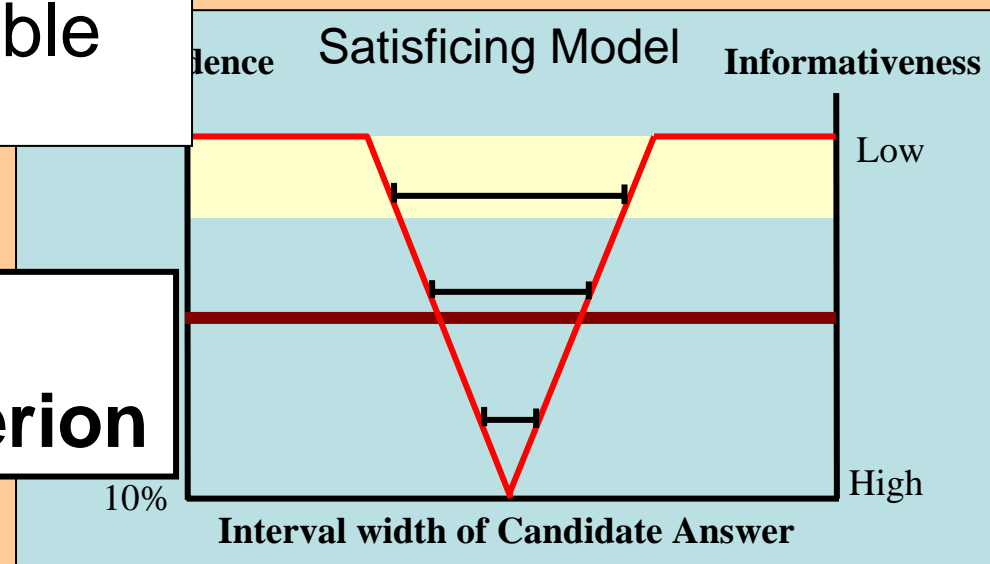 ble
dence
Satisficing Model
Informativeness
Low
erion
10%
High
Interval width of Candidate Answer